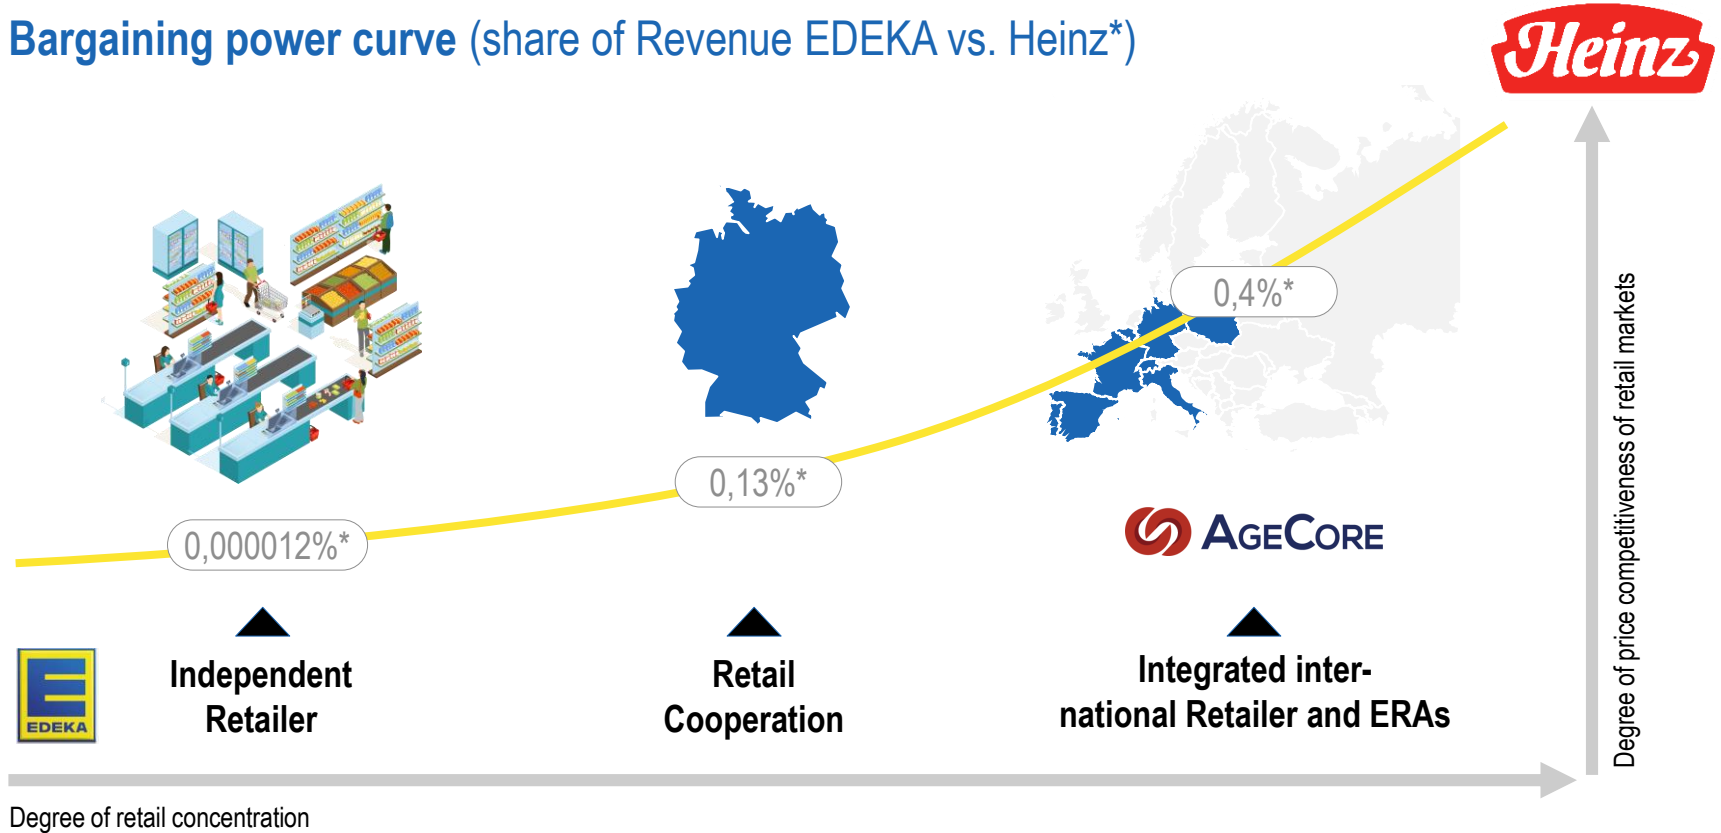 Bargaining power curve (share of Revenue EDEKA vs. Heinz*)
Heinz
0,4%*
0,13%*
0,000012%*
AGECORE
Independent
Retailer
Retail
Cooperation
Integrated inter-
national Retailer and ERAs
EDEKA
Degree of price competitiveness of retail markets
Degree of retail concentration